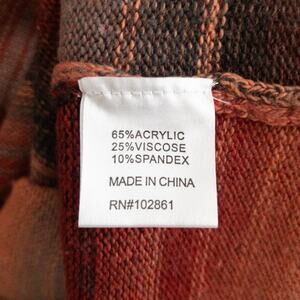 65%ACRYLIC
25%VISCOSE
10%SPANDEX
MADE IN CHINA
RN#102861